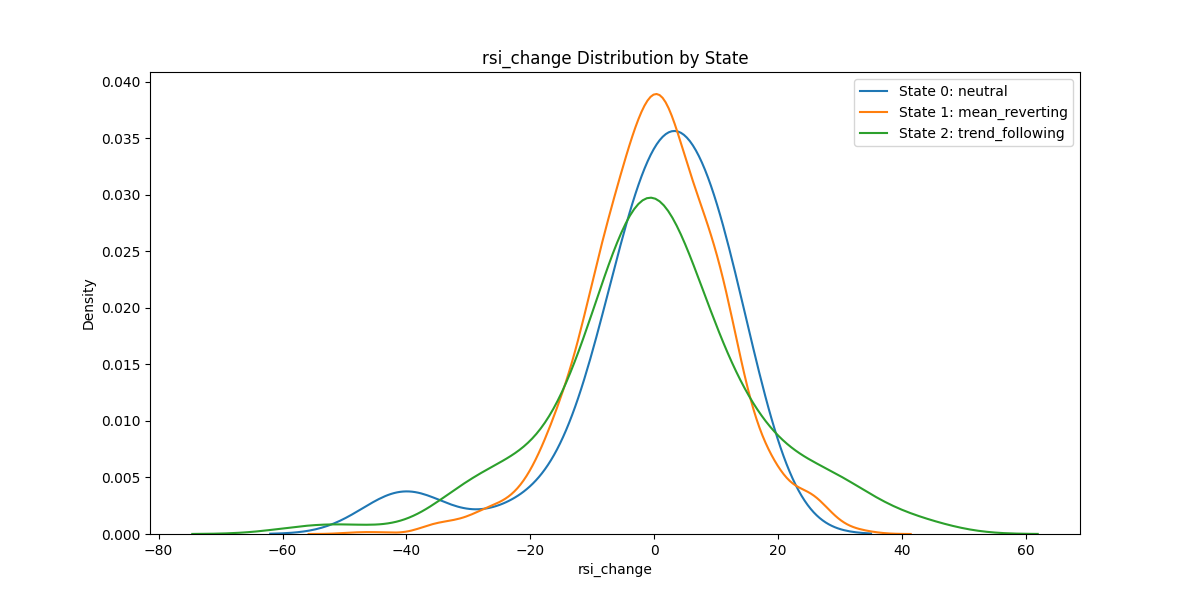 rsi_change Distribution by State
0.040
0.035
0.030
0.025
0.020
0.015
0.010
0.005
0.000
Density
State 0: neutral
State 1: mean_reverting
State 2: trend_following
−80 −60 −40 −20 0 20 40 60
rsi_change